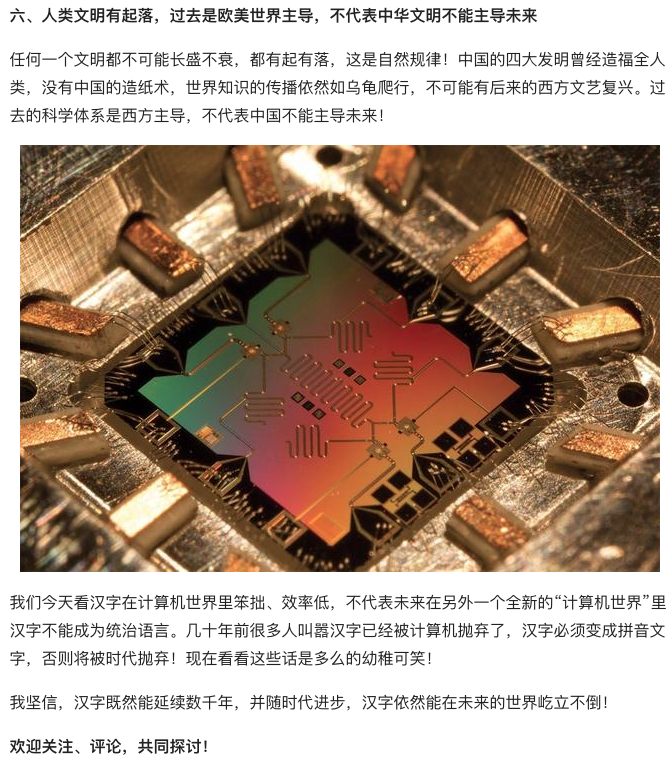 六、人类文明有起落，过去是欧美世界主导，不代表中华文明不能主导未来
任何一个文明都不可能长盛不衰，都有起有落，这是自然规律！中国的四大发明曾经造福全人
类，没有中国的造纸术，世界知识的传播依然如乌龟爬行，不可能有后来的西方文艺复兴。过
去的科学体系是西方主导，不代表中国不能主导未来！
我们今天看汉字在计算机世界里笨拙、效率低，不代表未来在另外一个全新的“计算机世界”里
汉字不能成为统治语言。几十年前很多人叫嚣汉字已经被计算机抛弃了，汉字必须变成拼音文
字，否则将被时代抛弃！现在看看这些话是多么的幼稚可笑！
我坚信，汉字既然能延续数千年，并随时代进步，汉字依然能在未来的世界屹立不倒！
欢迎关注、评论，共同探讨！